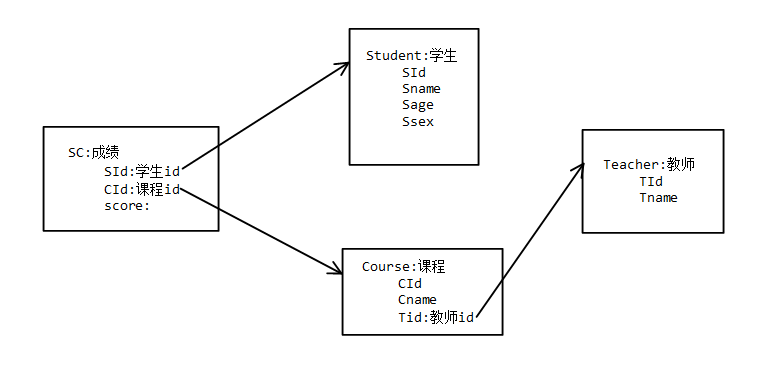 Student:学生
SId
Sname
Sage
Ssex
SC:成绩
SId:学生id
CId:课程id
score:
Teacher:教师
TId
Tname
Course:课程
CId
Cname
Tid:教师id